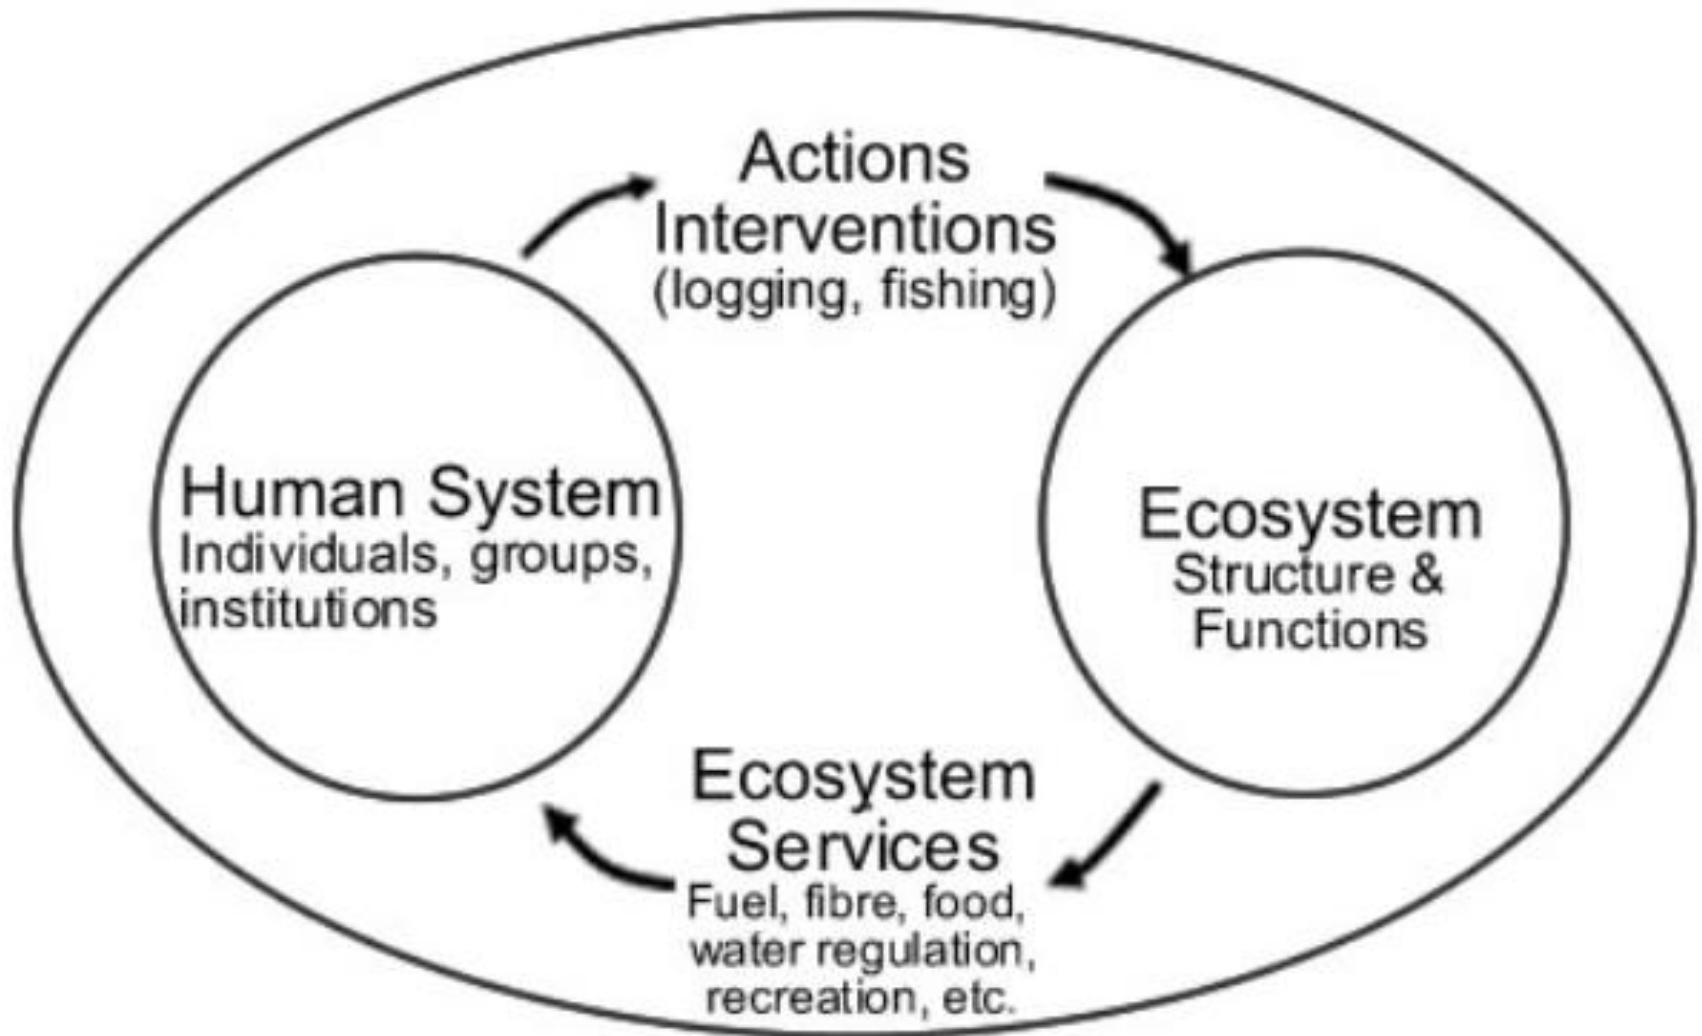 Actions
Interventions
(logging, fishing)
Human System
Individuals, groups,
institutions
Ecosystem
Structure &
Functions
Ecosystem
Services
Fuel, fibre, food,
water regulation,
recreation, etc.